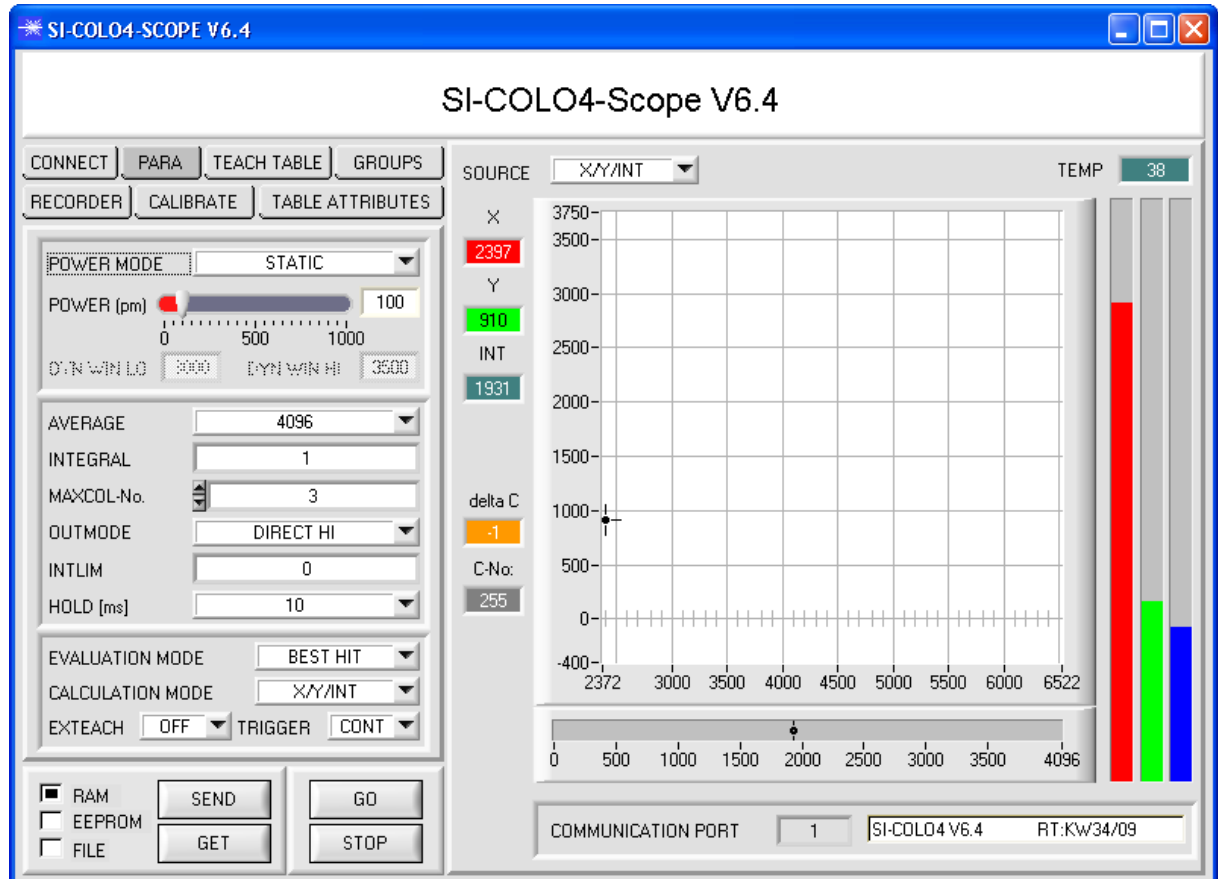 SI-COLO4-SCOPE V6.4
SI-COLO4-Scope V6.4
CONNECT PARA TEACH TABLE GROUPS
RECORDER CALIBRATE TABLE ATTRIBUTES
POWER MODE STATIC
POWER (pm) 100
0 500 1000
DYN WIN LO 3000 DYN WIN HI 3500
AVERAGE 4096
INTEGRAL 1
MAXCOL-No. 3
OUTMODE DIRECT HI
INTLIM 0
HOLD [ms] 10
EVALUATION MODE BEST HIT
CALCULATION MODE X/Y/INT
EXTEACH OFF TRIGGER CONT
RAM
EEPROM
FILE
SEND
GET
GO
STOP
SOURCE X/Y/INT
TEMP 38
X
2397
Y
910
INT
1931
delta C
-1
C-No:
255
3750
3500
3000
2500
2000
1500
1000
500
0
-400
2372 3000 3500 4000 4500 5000 5500 6000 6522
0 500 1000 1500 2000 2500 3000 3500 4096
COMMUNICATION PORT 1 SI-COLO4 V6.4 RT:KW34/09